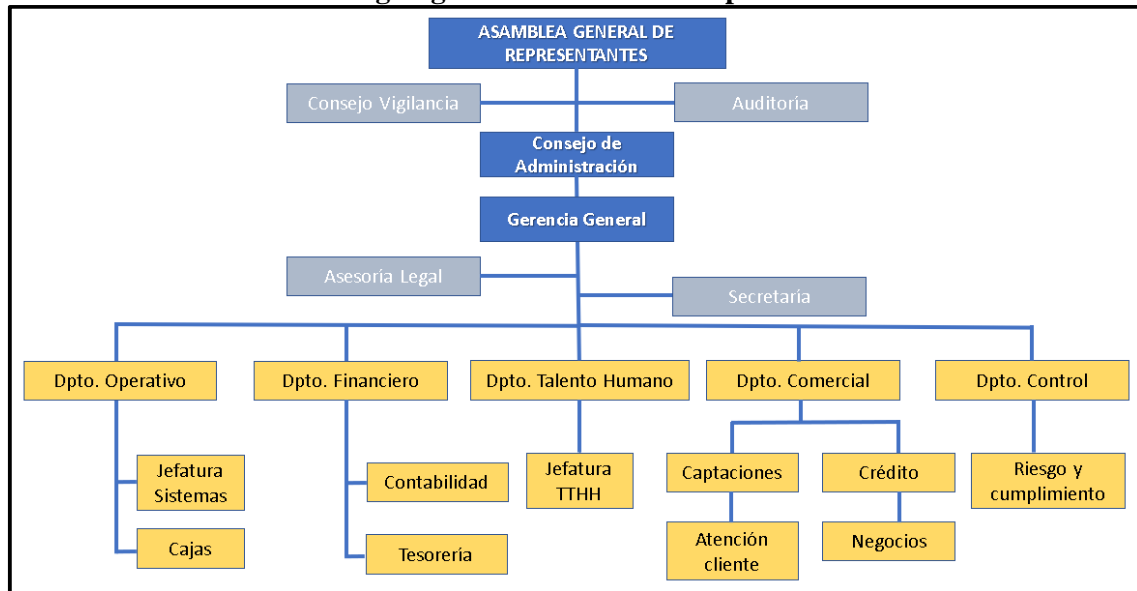 ASAMBLEA GENERAL DE
REPRESENTANTES
Consejo Vigilancia
Auditoría
Consejo de
Administración
Gerencia General
Asesoría Legal
Secretaría
Dpto. Operativo
Dpto. Financiero
Dpto. Talento Humano
Dpto. Comercial
Dpto. Control
Jefatura
Sistemas
Cajas
Contabilidad
Tesorería
Jefatura
TTHH
Captaciones
Atención
cliente
Crédito
Negocios
Riesgo y
cumplimiento